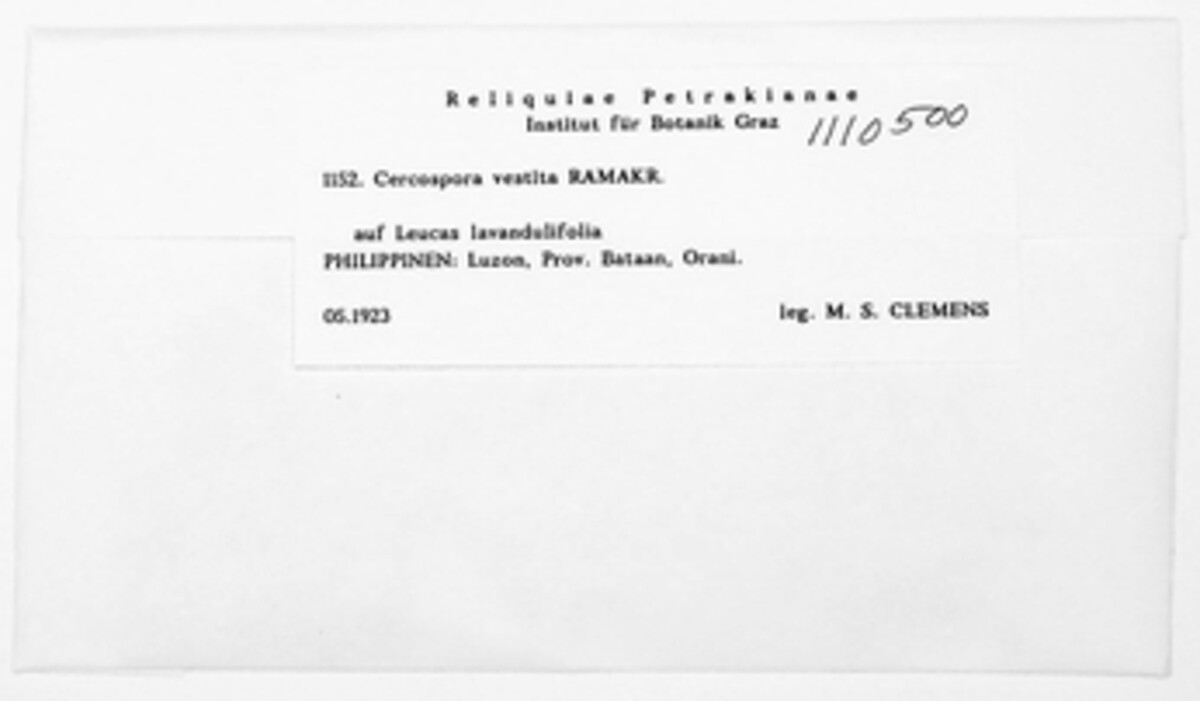 Reliquiae Petrakianae
Institut für Botanik Graz
1110500
1152. Cercospora vestita RAMAKR.
auf Leucas lavandulifolia
PHILIPPINEN: Luzon, Prov. Bataan, Orani.
05.1923
leg. M. S. CLEMENS